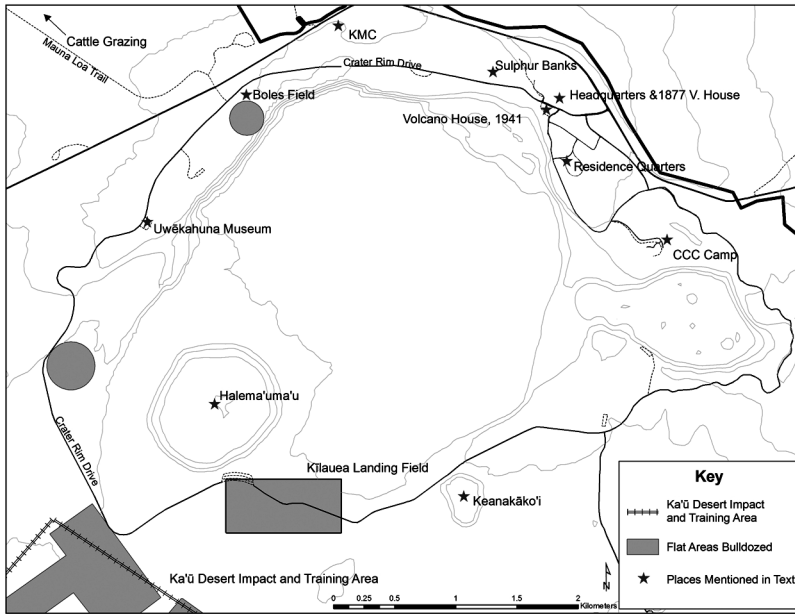 KMC
Cattle Grazing
Mauna Loa Trail
Crater Rim Drive
Sulphur Banks
Boles Field
Headquarters &1877 V. House
Volcano House, 1941
Residence Quarters
Uwēkahuna Museum
CCC Camp
Halema'uma'u
Crater Rim Drive
Kīlauea Landing Field
Keanakāko'i
Key
Ka'ū Desert Impact
and Training Area
Flat Areas Bulldozed
Places Mentioned in Text
Ka'ū Desert Impact and Training Area
N
0 0.25 0.5 1 1.5 2
Kilometers